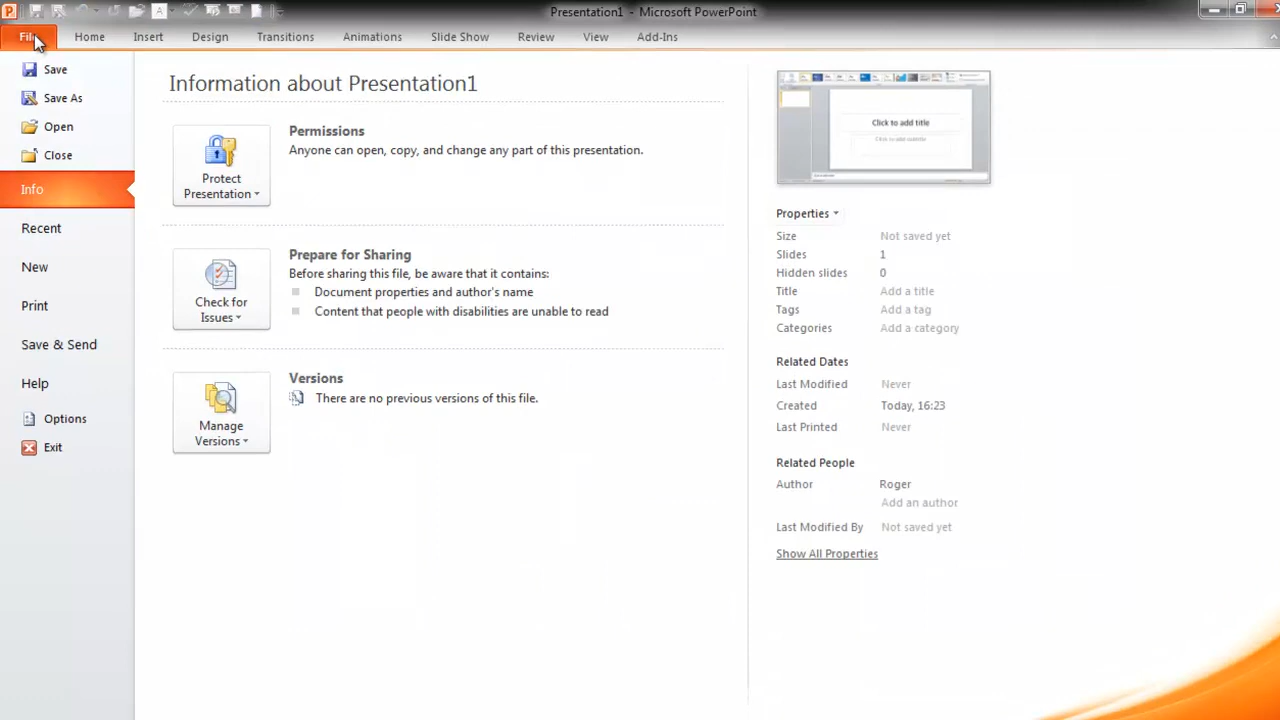 Presentation1 - Microsoft PowerPoint
File Home Insert Design Transitions Animations Slide Show Review View Add-Ins
Save
Save As
Open
Close
Info
Recent
New
Print
Save & Send
Help
Options
Exit
Information about Presentation1
Protect
Presentation
Permissions
Anyone can open, copy, and change any part of this presentation.
Check for
Issues
Prepare for Sharing
Before sharing this file, be aware that it contains:
Document properties and author's name
Content that people with disabilities are unable to read
Manage
Versions
Versions
There are no previous versions of this file.
Click to add title
Click to add subtitle
Properties
Size Not saved yet
Slides 1
Hidden slides 0
Title Add a title
Tags Add a tag
Categories Add a category
Related Dates
Last Modified Never
Created Today, 16:23
Last Printed Never
Related People
Author Roger
Add an author
Last Modified By Not saved yet
Show All Properties